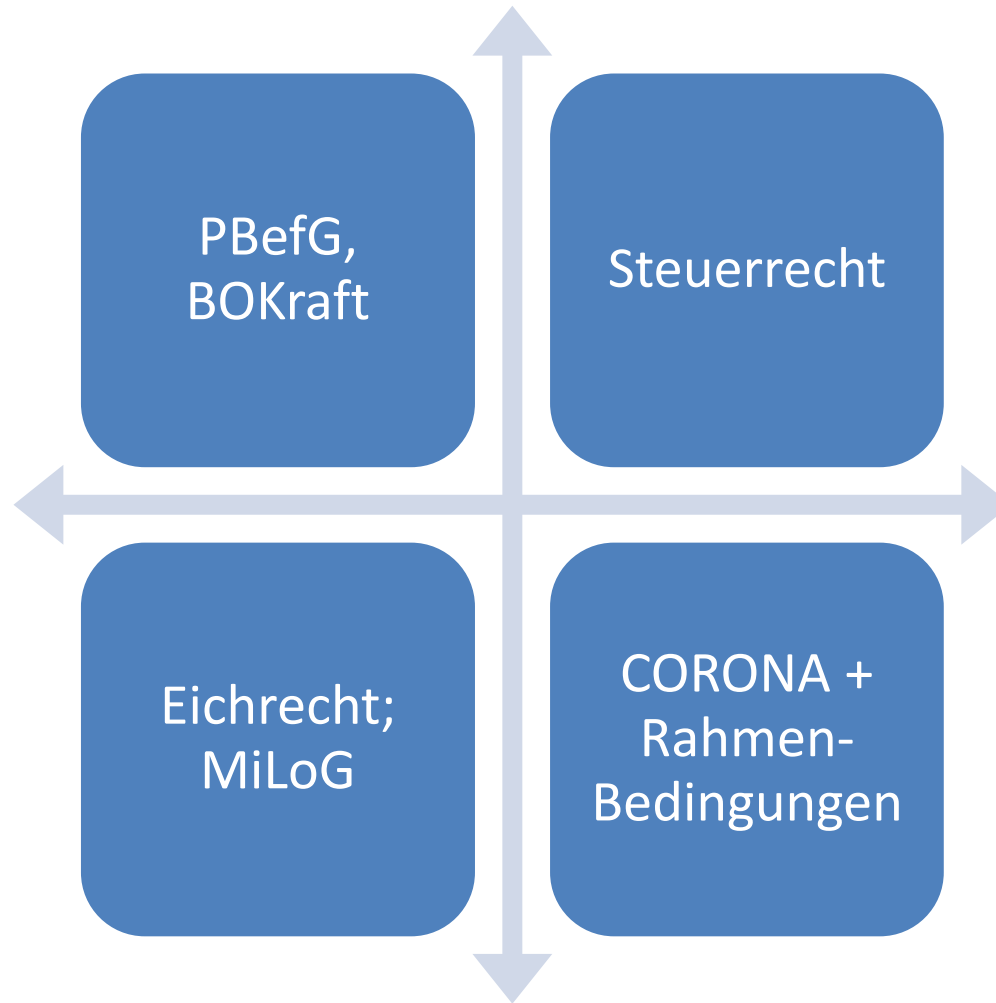 PBefG,
BOKraft
Steuerrecht
Eichrecht;
MiLoG
CORONA +
Rahmen-
Bedingungen